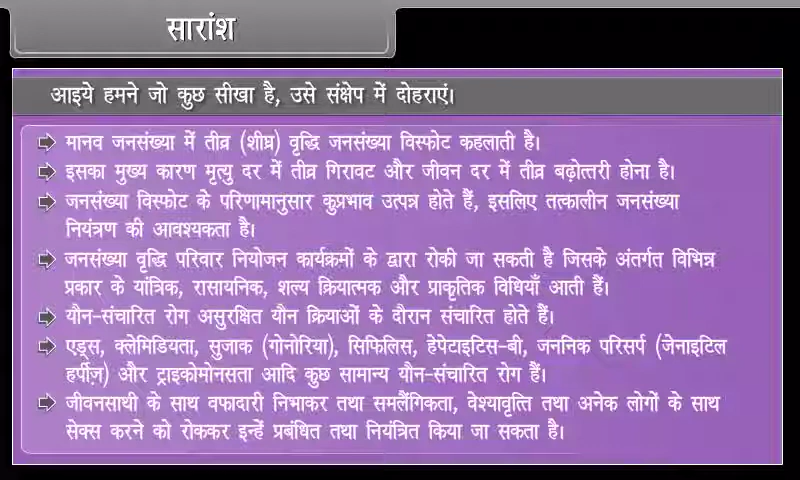 सारांश
आइये हमने जो कुछ सीखा है, उसे संक्षेप में दोहराएं।
मानव जनसंख्या में तीव्र (शीघ्र) वृद्धि जनसंख्या विस्फोट कहलाती है।
इसका मुख्य कारण मृत्यु दर में तीव्र गिरावट और जीवन दर में तीव्र बढ़ोत्तरी होना है।
जनसंख्या विस्फोट के परिणामानुसार कुप्रभाव उत्पन्न होते हैं, इसलिए तत्कालीन जनसंख्या
नियंत्रण की आवश्यकता है।
जनसंख्या वृद्धि परिवार नियोजन कार्यक्रमों के द्वारा रोकी जा सकती है जिसके अंतर्गत विभिन्न
प्रकार के यांत्रिक, रासायनिक, शल्य क्रियात्मक और प्राकृतिक विधियाँ आती हैं।
यौन-संचारित रोग असुरक्षित यौन क्रियाओं के दौरान संचारित होते हैं।
एड्स, क्लेमिडियता, सुजाक (गोनोरिया), सिफिलिस, हेपेटाइटिस-बी, जननिक परिसर्प (जेनाइटिल
हर्पीज़) और ट्राइकोमोनसता आदि कुछ सामान्य यौन-संचारित रोग हैं।
जीवनसाथी के साथ वफादारी निभाकर तथा समलैंगिकता, वेश्यावृत्ति तथा अनेक लोगों के साथ
सेक्स करने को रोककर इन्हें प्रबंधित तथा नियंत्रित किया जा सकता है।